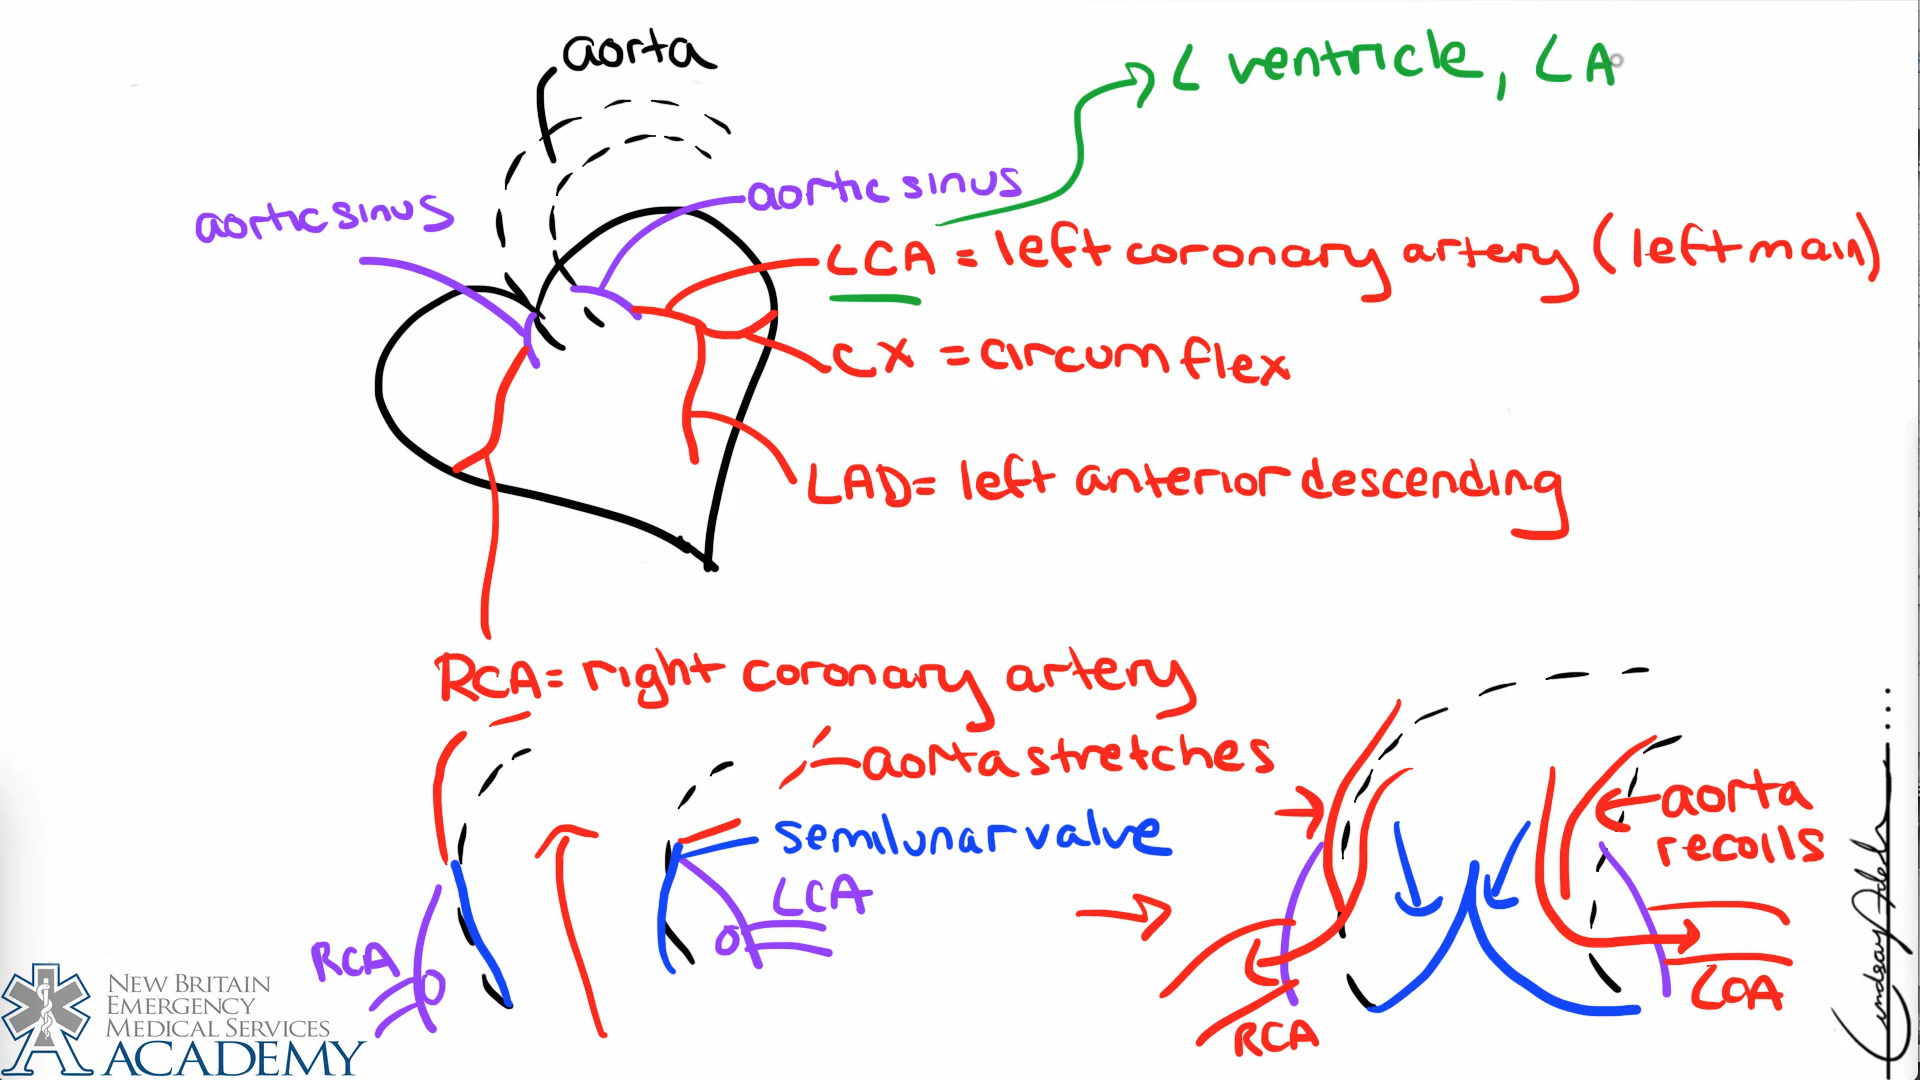 aorta
L ventricle, LA
aortic sinus
aortic sinus
LCA = left coronary artery (left main)
CX = circumflex
LAD = left anterior descending
RCA = right coronary artery
aorta stretches
semilunar valve
LCA
RCA
aorta
recoils
LCA
RCA
NEW BRITAIN
EMERGENCY
MEDICAL SERVICES
ACADEMY